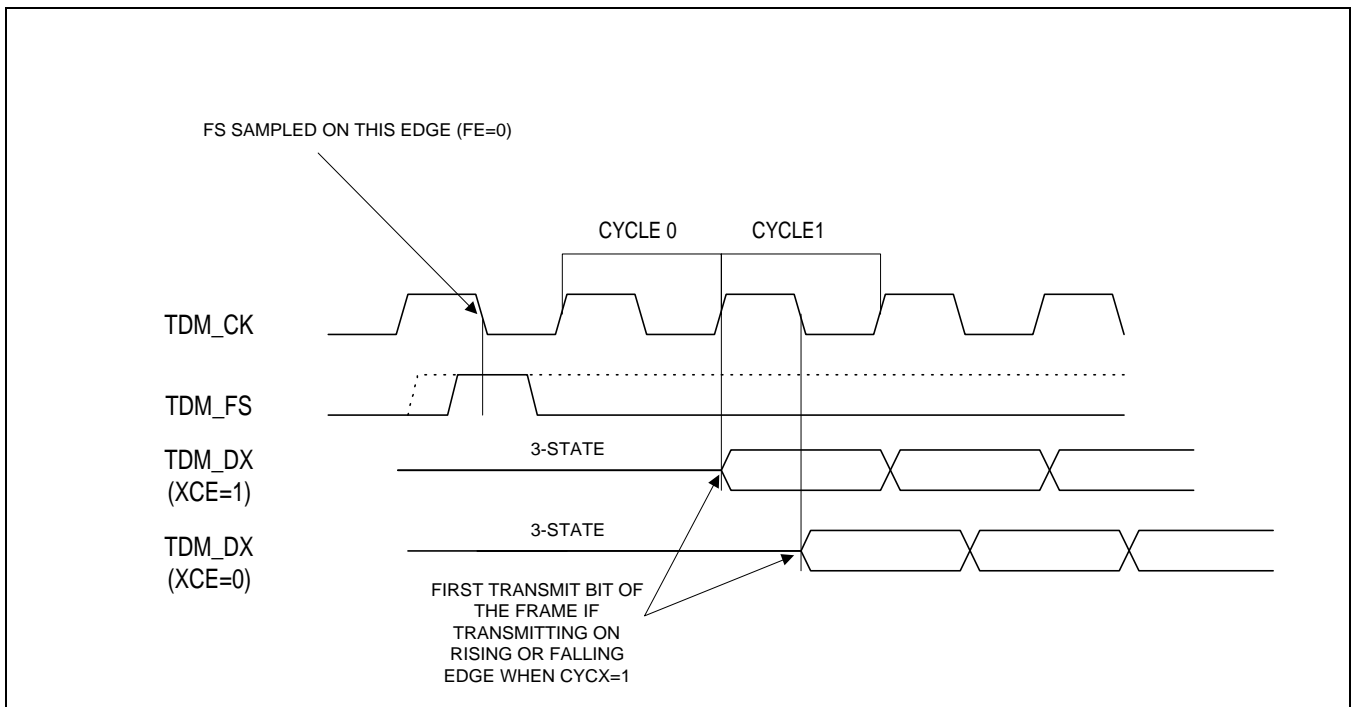 FS SAMPLED ON THIS EDGE (FE=0)
CYCLE 0
CYCLE1
TDM_CK
TDM_FS
3-STATE
TDM_DX
(XCE=1)
3-STATE
TDM_DX
(XCE=0)
FIRST TRANSMIT BIT OF
THE FRAME IF
TRANSMITTING ON
RISING OR FALLING
EDGE WHEN CYCX=1